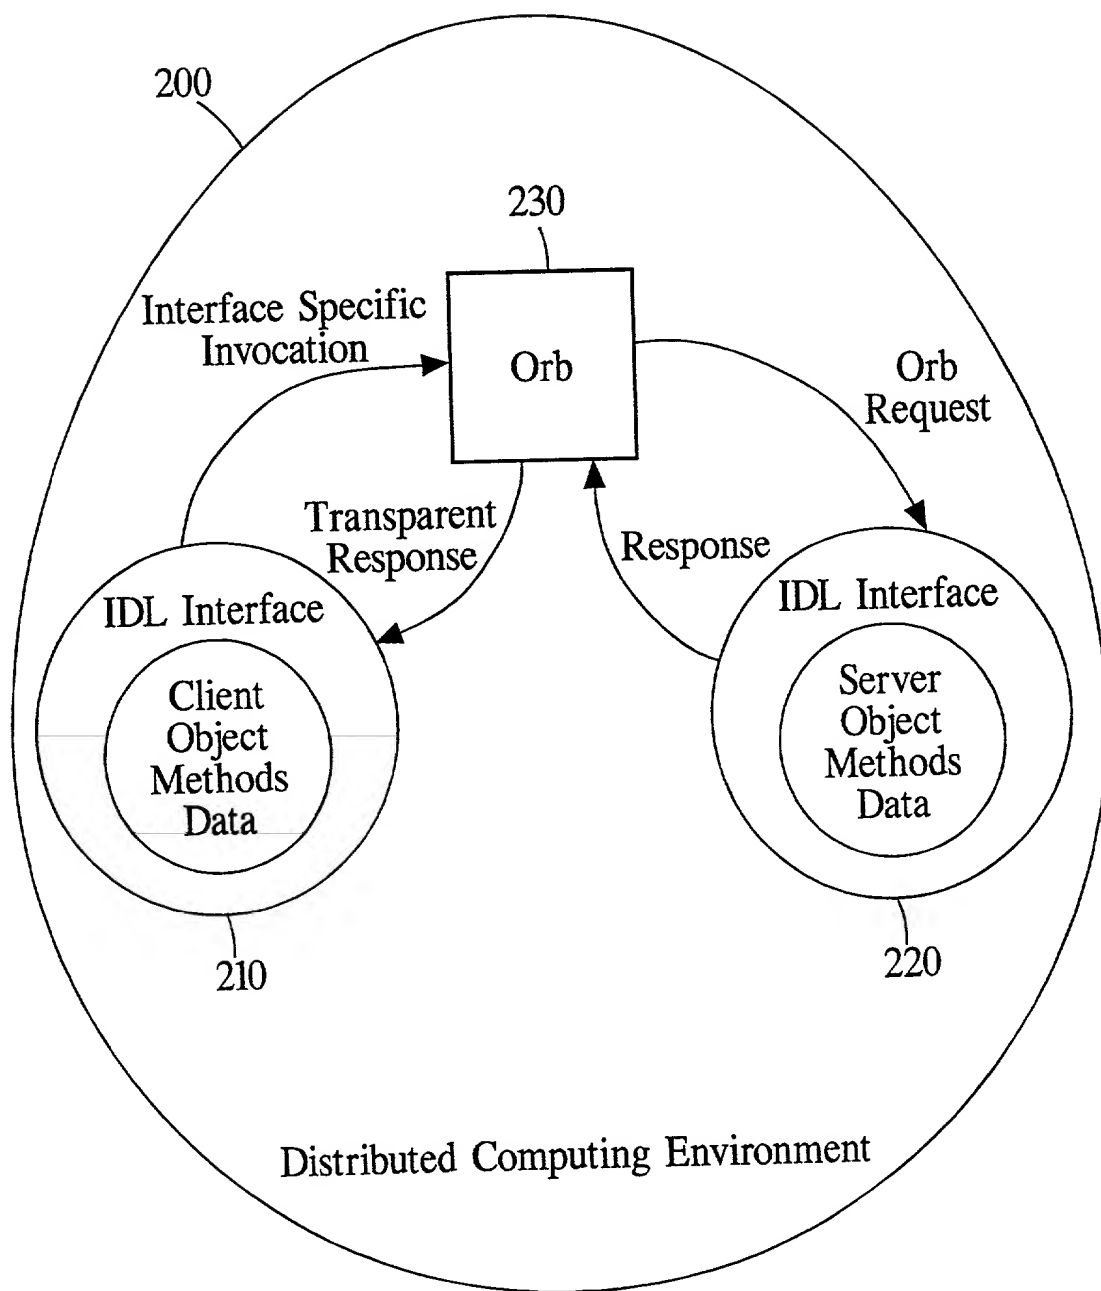 200
230
Interface Specific
Invocation
Orb
Orb
Request
Transparent
Response
Response
IDL Interface
Client
Object
Methods
Data
IDL Interface
Server
Object
Methods
Data
210
220
Distributed Computing Environment